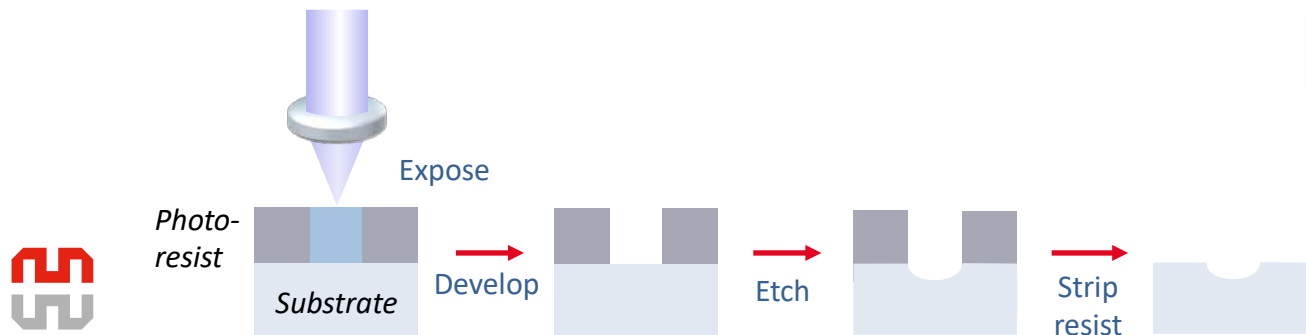 Expose
Photo-
resist
Substrate
Develop
Etch
Strip
resist